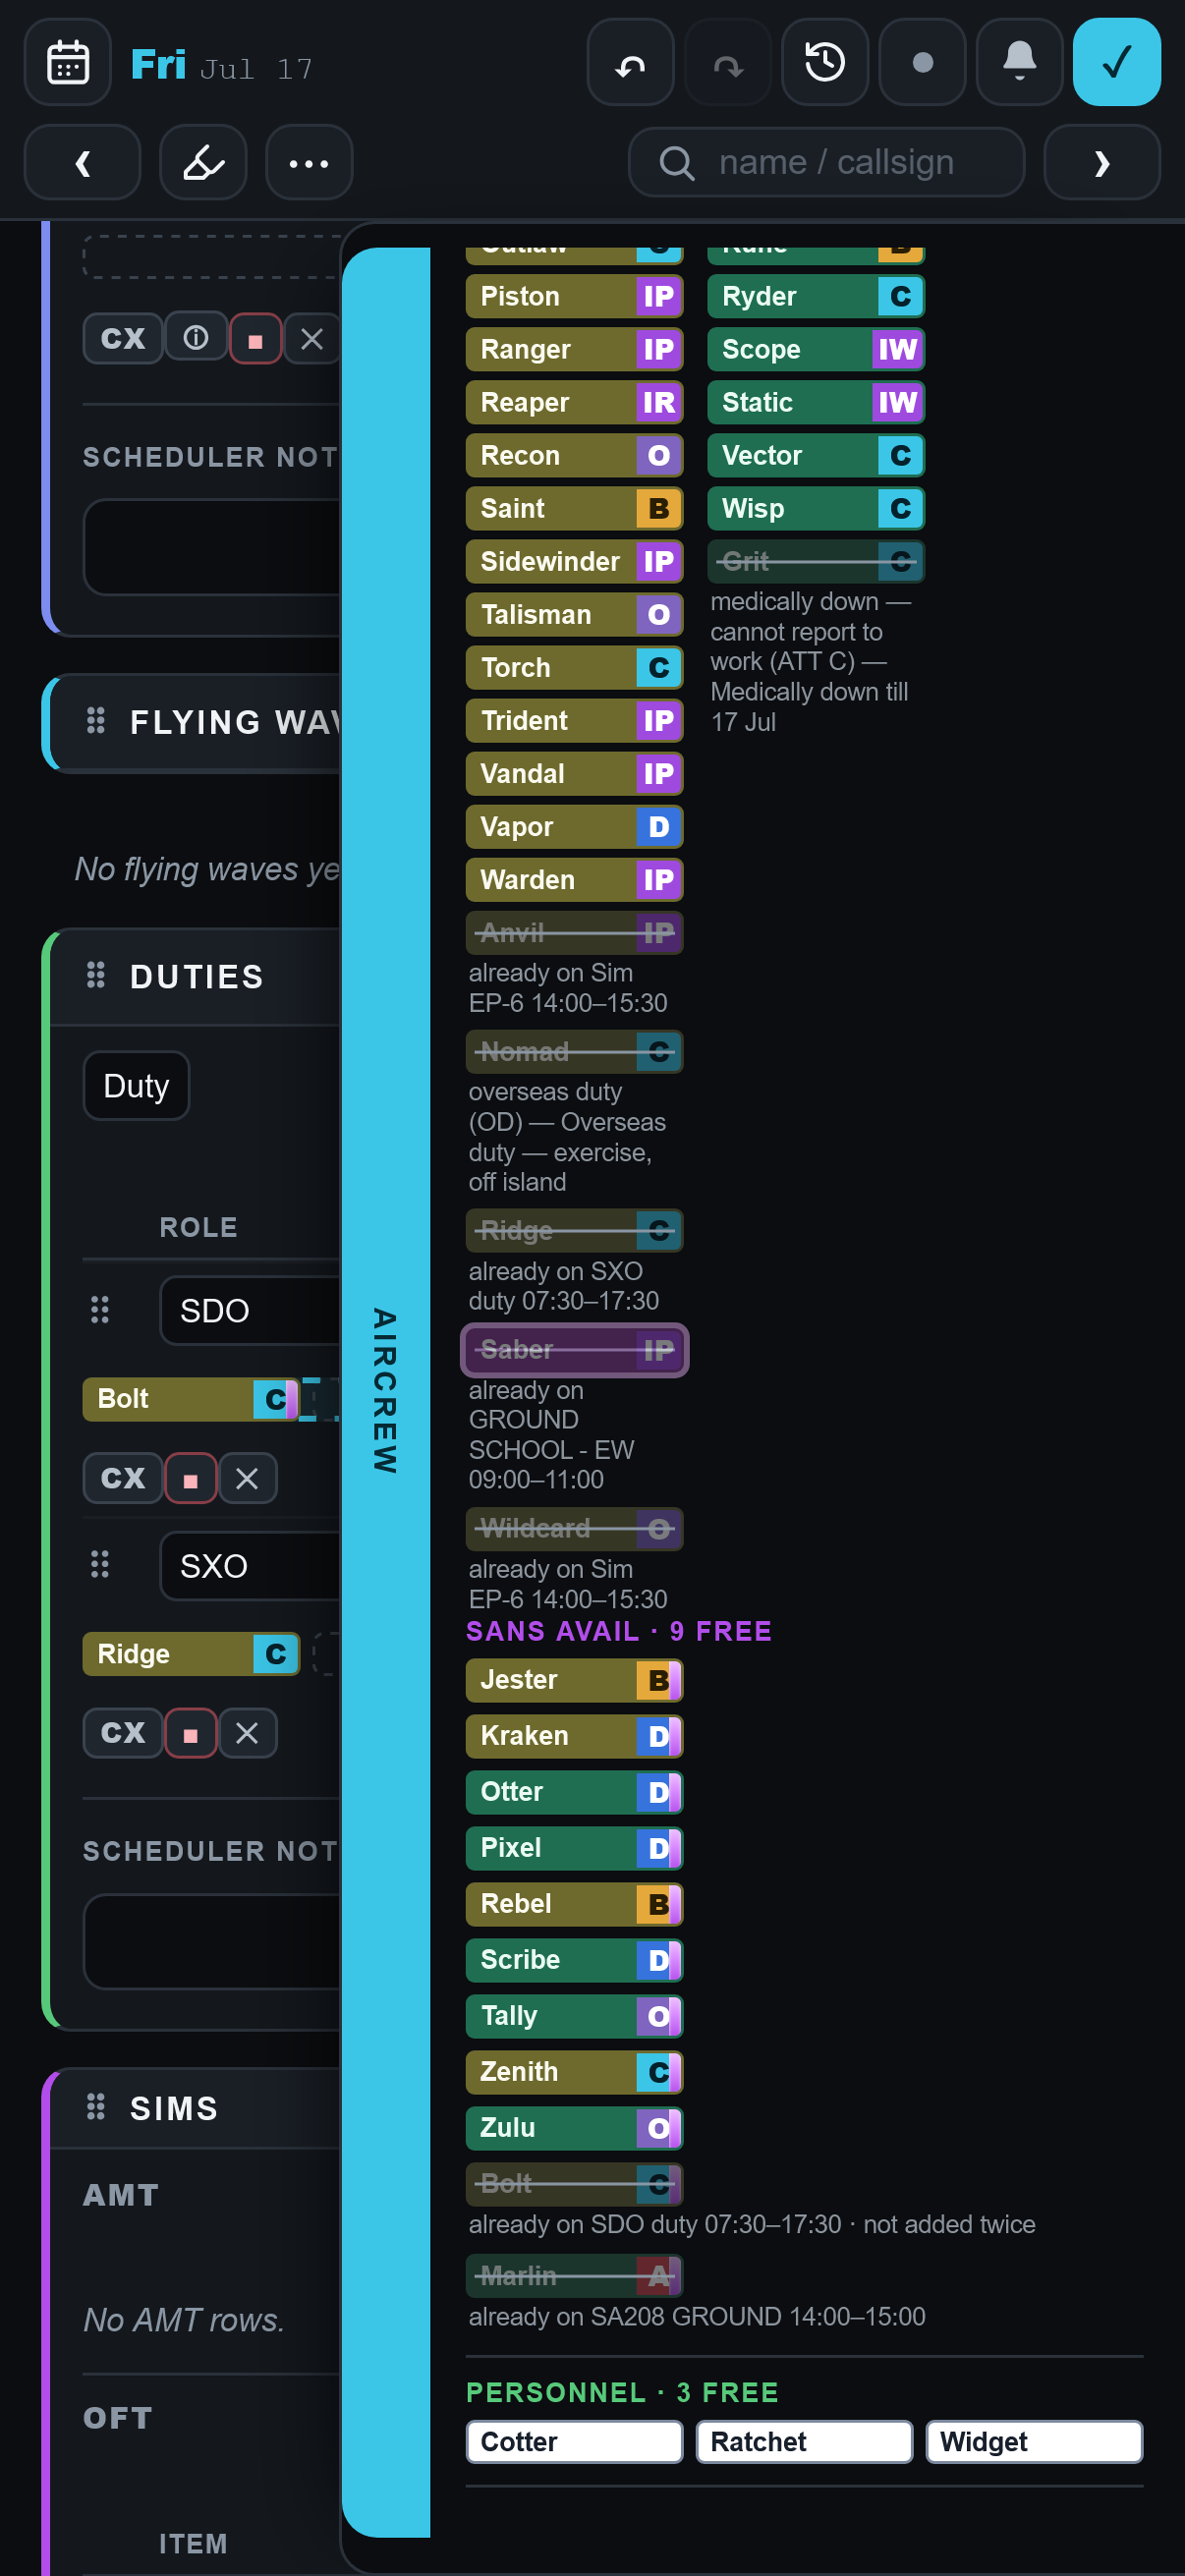 Fri Jul 17
name / callsign
CX
SCHEDULER NOT
FLYING WAV
No flying waves ye
DUTIES
Duty
ROLE
SDO
Bolt C
CX
SXO
Ridge C
CX
SCHEDULER NOT
SIMS
AMT
No AMT rows.
OFT
ITEM
AIRCREW
Outlaw C
Piston IP
Ranger IP
Reaper IR
Recon O
Saint B
Sidewinder IP
Talisman O
Torch C
Trident IP
Vandal IP
Vapor D
Warden IP
Anvil IP
already on Sim
EP-6 14:00–15:30
Nomad C
overseas duty
(OD) — Overseas
duty — exercise,
off island
Ridge C
already on SXO
duty 07:30–17:30
Saber IP
already on
GROUND
SCHOOL - EW
09:00–11:00
Wildcard O
already on Sim
EP-6 14:00–15:30
Rune B
Ryder C
Scope IW
Static IW
Vector C
Wisp C
Grit C
medically down —
cannot report to
work (ATT C) —
Medically down till
17 Jul
SANS AVAIL · 9 FREE
Jester B
Kraken D
Otter D
Pixel D
Rebel B
Scribe D
Tally O
Zenith C
Zulu O
Bolt C
already on SDO duty 07:30–17:30 · not added twice
Marlin A
already on SA208 GROUND 14:00–15:00
PERSONNEL · 3 FREE
Cotter
Ratchet
Widget